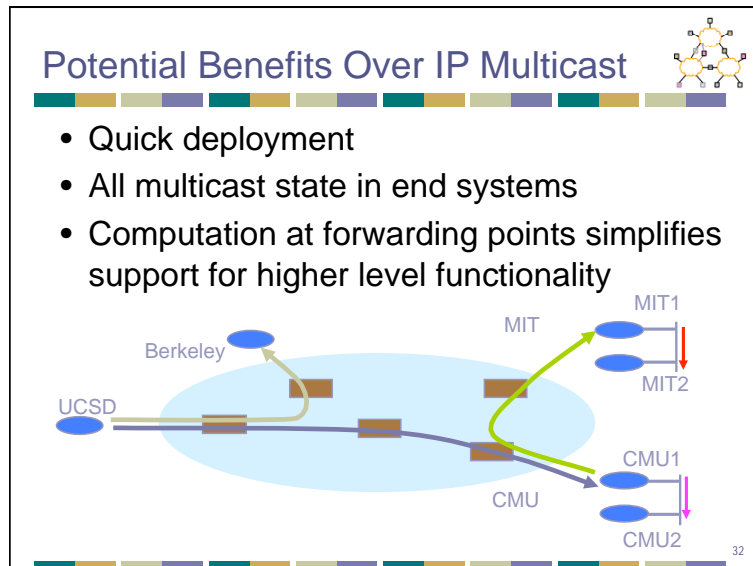 Potential Benefits Over IP Multicast
• Quick deployment
• All multicast state in end systems
• Computation at forwarding points simplifies
support for higher level functionality
MIT1
MIT
Berkeley
MIT2
UCSD
CMU1
CMU
CMU2
32